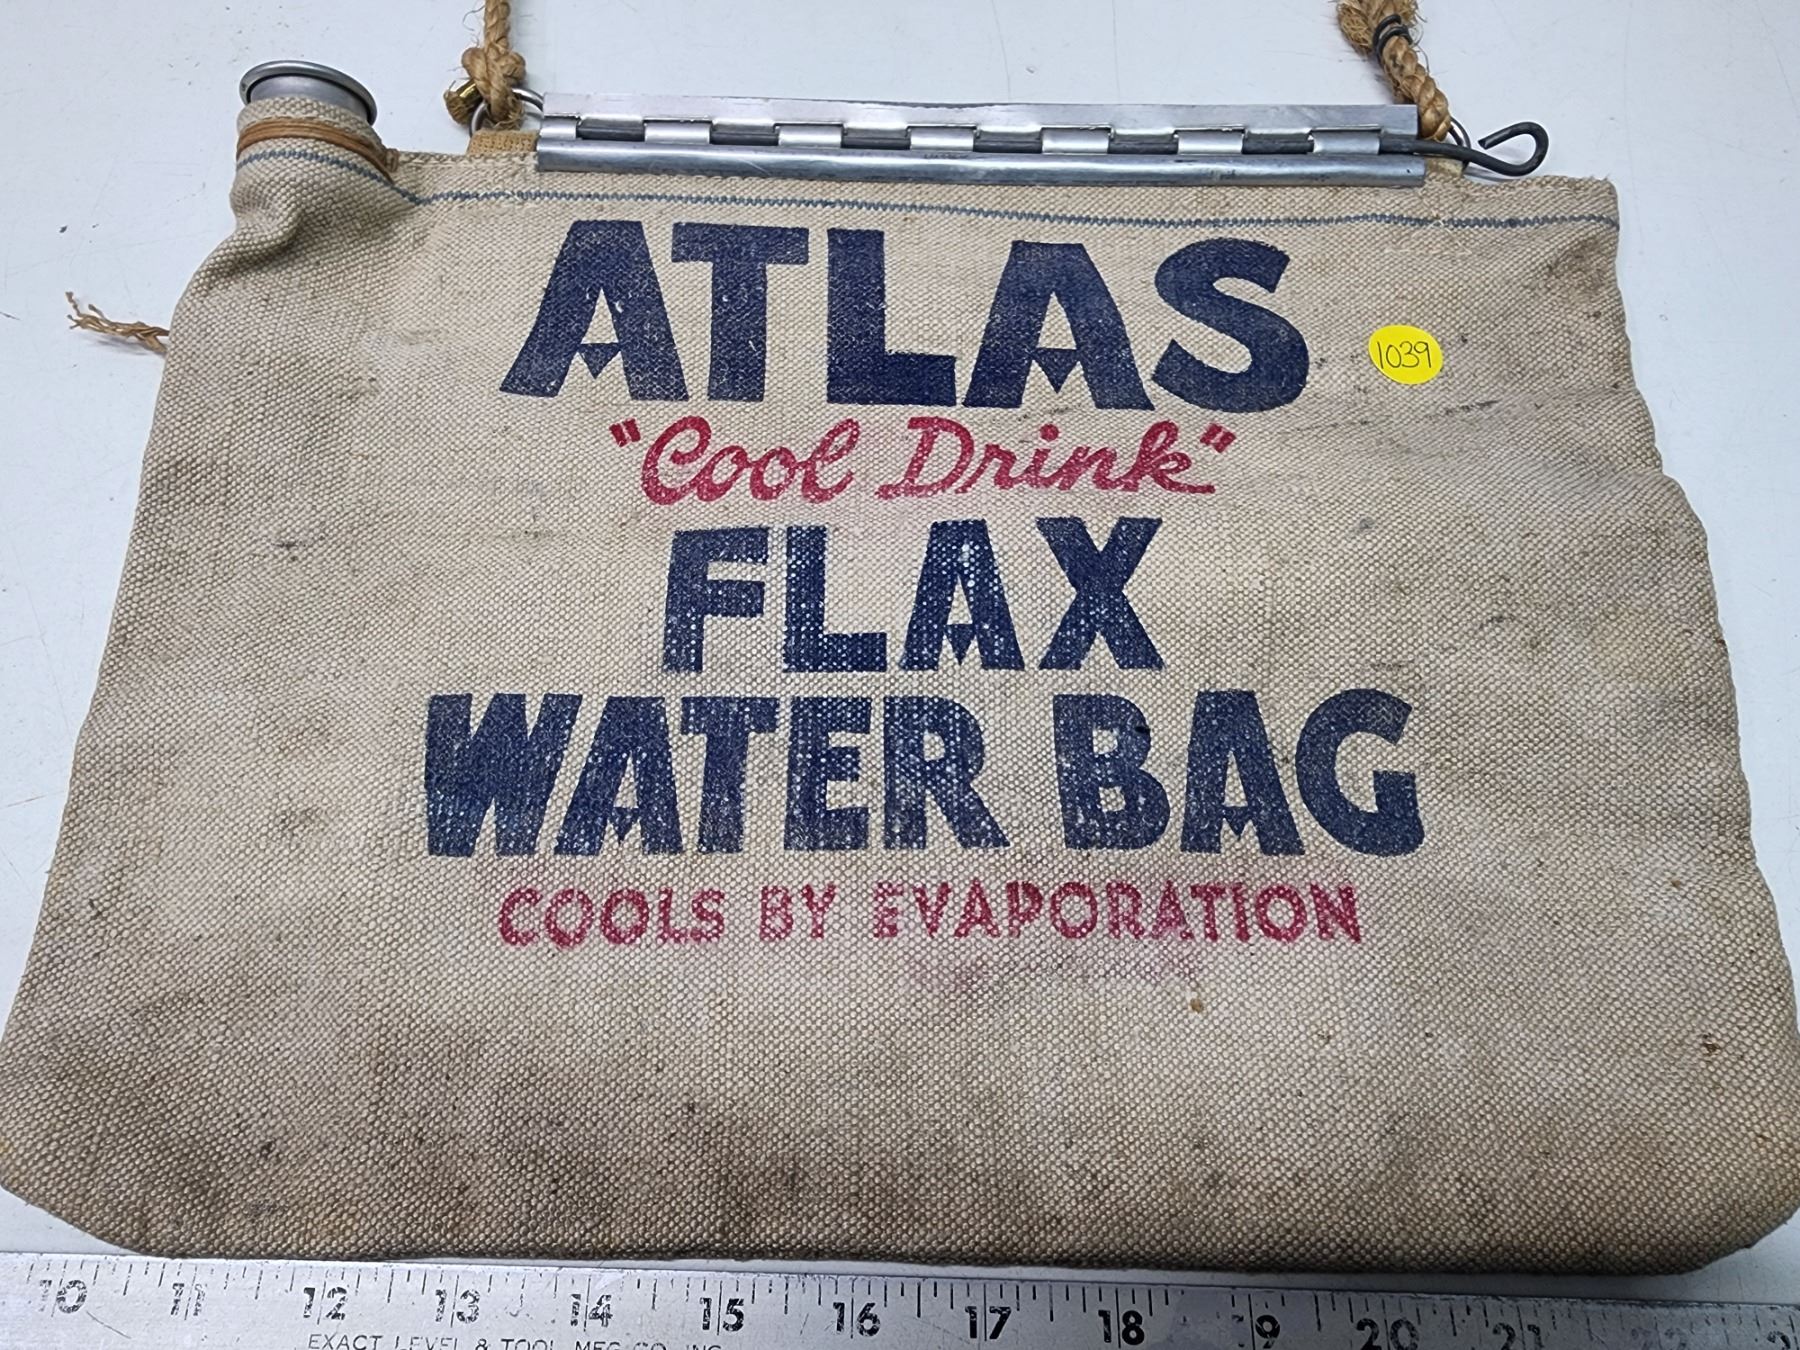 ATLAS
1039
"Cool Drink"
FLAX
WATER BAG
COOLS BY EVAPORATION
10 11 12 13 14 15 16 17 18 19 20 21
EXACT LEVEL & TOOL MFG. CO. INC